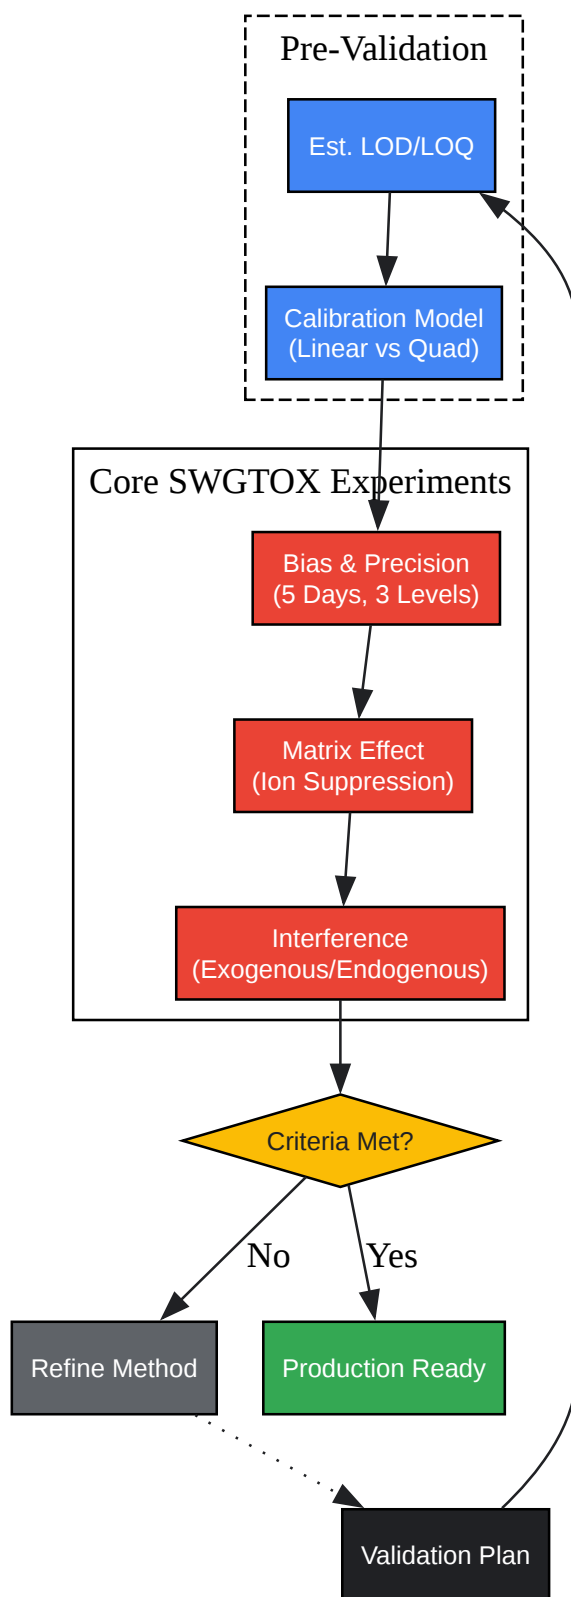 Pre-Validation
Est. LOD/LOQ
Calibration Model
(Linear vs Quad)
Core SWGTOX Experiments
Bias & Precision
(5 Days, 3 Levels)
Matrix Effect
(Ion Suppression)
Interference
(Exogenous/Endogenous)
Criteria Met?
No
Yes
Refine Method
Production Ready
Validation Plan